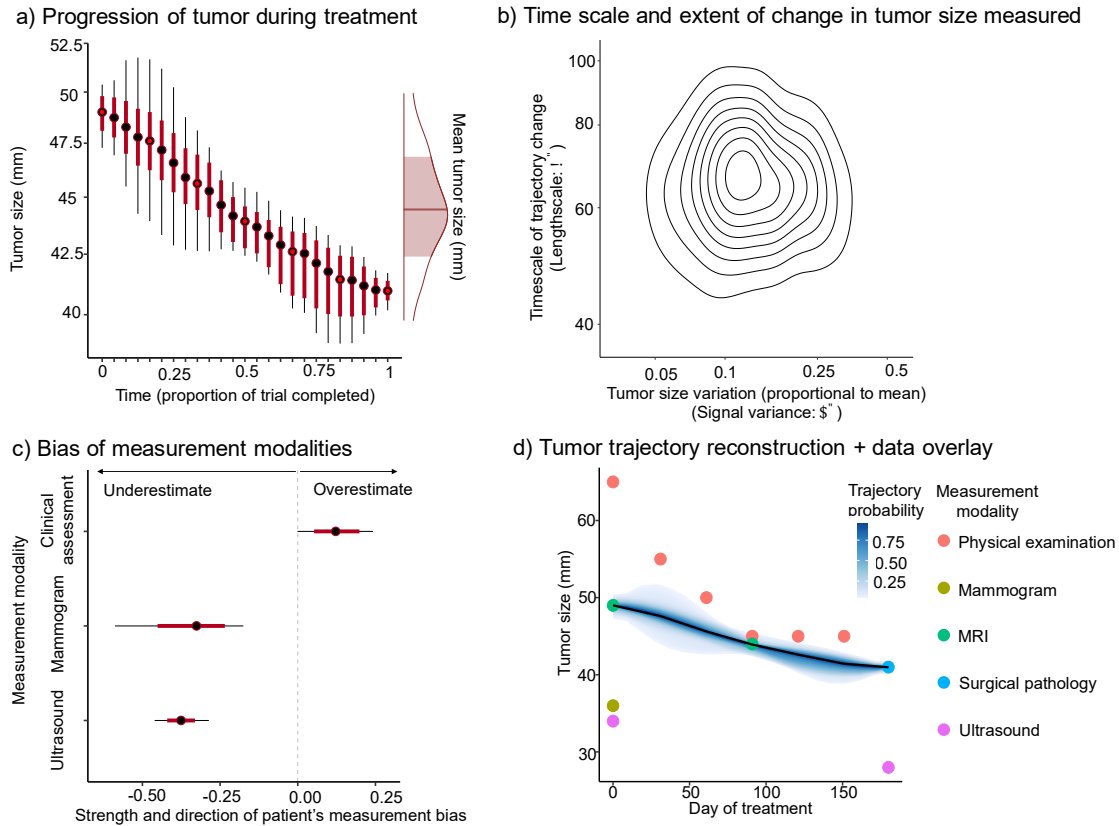 a) Progression of tumor during treatment
Tumor size (mm)
52.5
50
47.5
45
42.5
40
0
0.25
0.5
0.75
1
Time (proportion of trial completed)
Mean tumor size (mm)
b) Time scale and extent of change in tumor size measured
Timescale of trajectory change
(Lengthscale: !")
100
80
60
40
0.05
0.1
0.25
0.5
Tumor size variation (proportional to mean)
(Signal variance: $")
c) Bias of measurement modalities
Underestimate
Overestimate
Measurement modality
Clinical
assessment
Mammogram
Ultrasound
-0.50
-0.25
0.00
0.25
Strength and direction of patient's measurement bias
d) Tumor trajectory reconstruction + data overlay
Tumor size (mm)
60
50
40
30
0
50
100
150
Day of treatment
Trajectory
probability
0.75
0.50
0.25
Measurement
modality
Physical examination
Mammogram
MRI
Surgical pathology
Ultrasound